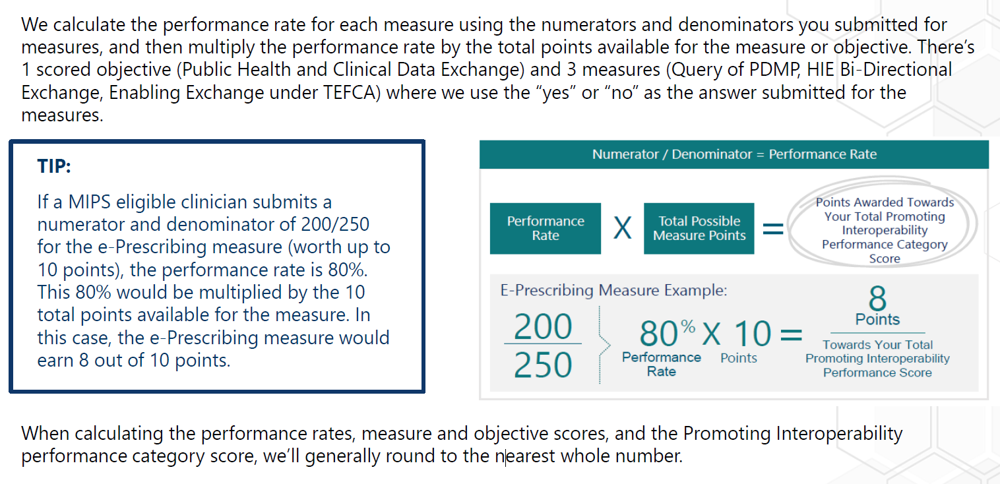 We calculate the performance rate for each measure using the numerators and denominators you submitted for
measures, and then multiply the performance rate by the total points available for the measure or objective. There's
1 scored objective (Public Health and Clinical Data Exchange) and 3 measures (Query of PDMP, HIE Bi-Directional
Exchange, Enabling Exchange under TEFCA) where we use the “yes” or “no” as the answer submitted for the
measures.
TIP:
If a MIPS eligible clinician submits a
numerator and denominator of 200/250
for the e-Prescribing measure (worth up to
10 points), the performance rate is 80%.
This 80% would be multiplied by the 10
total points available for the measure. In
this case, the e-Prescribing measure would
earn 8 out of 10 points.
Numerator / Denominator = Performance Rate
Performance
Rate
X
Total Possible
Measure Points
=
Points Awarded Towards
Your Total Promoting
Interoperability
Performance Category
Score
E-Prescribing Measure Example:
200
250
80% X 10 =
Performance
Rate
Points
8
Points
Towards Your Total
Promoting Interoperability
Performance Score
When calculating the performance rates, measure and objective scores, and the Promoting Interoperability
performance category score, we'll generally round to the nearest whole number.